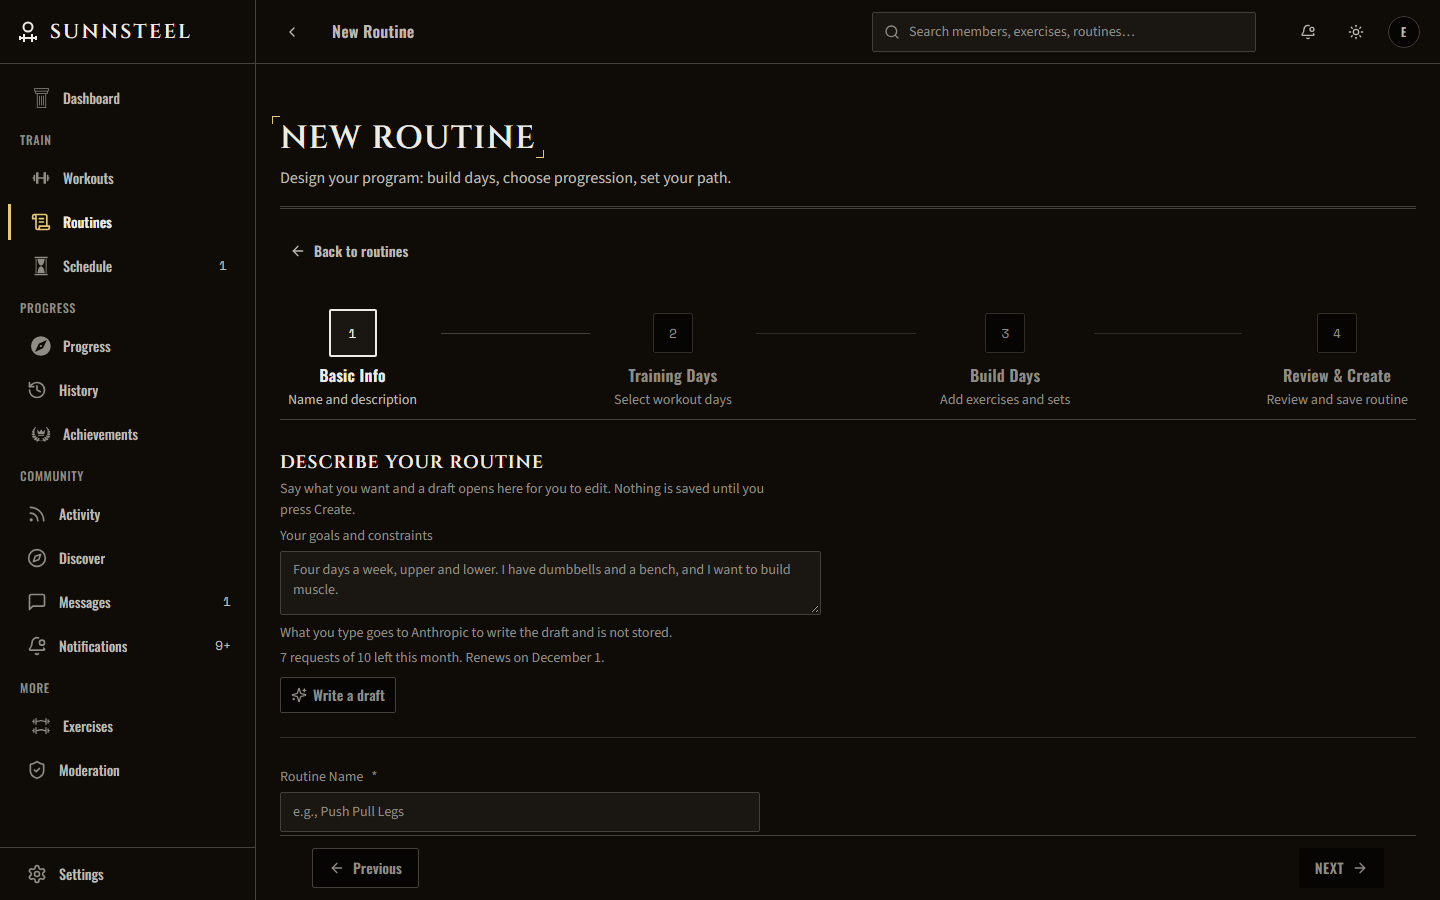 SUNNSTEEL
New Routine
Search members, exercises, routines…
E
Dashboard
TRAIN
Workouts
Routines
Schedule 1
PROGRESS
Progress
History
Achievements
COMMUNITY
Activity
Discover
Messages 1
Notifications 9+
MORE
Exercises
Moderation
Settings
NEW ROUTINE
Design your program: build days, choose progression, set your path.
Back to routines
1 2 3 4
Basic Info Training Days Build Days Review & Create
Name and description Select workout days Add exercises and sets Review and save routine
DESCRIBE YOUR ROUTINE
Say what you want and a draft opens here for you to edit. Nothing is saved until you
press Create.
Your goals and constraints
Four days a week, upper and lower. I have dumbbells and a bench, and I want to build
muscle.
What you type goes to Anthropic to write the draft and is not stored.
7 requests of 10 left this month. Renews on December 1.
Write a draft
Routine Name *
e.g., Push Pull Legs
Previous NEXT